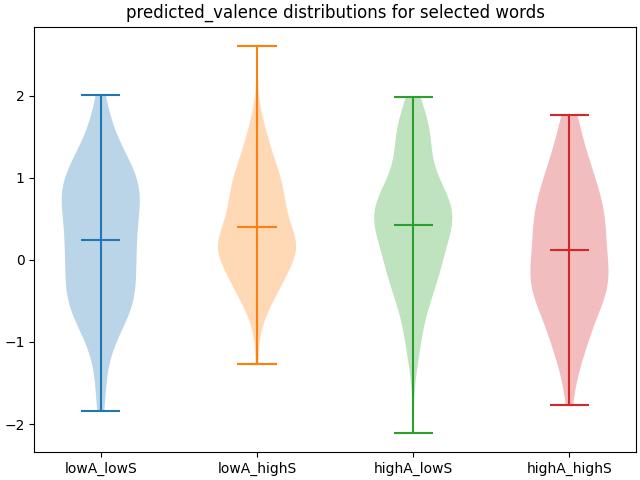 predicted_valence distributions for selected words
2
1
0
−1
−2
lowA_lowS lowA_highS highA_lowS highA_highS